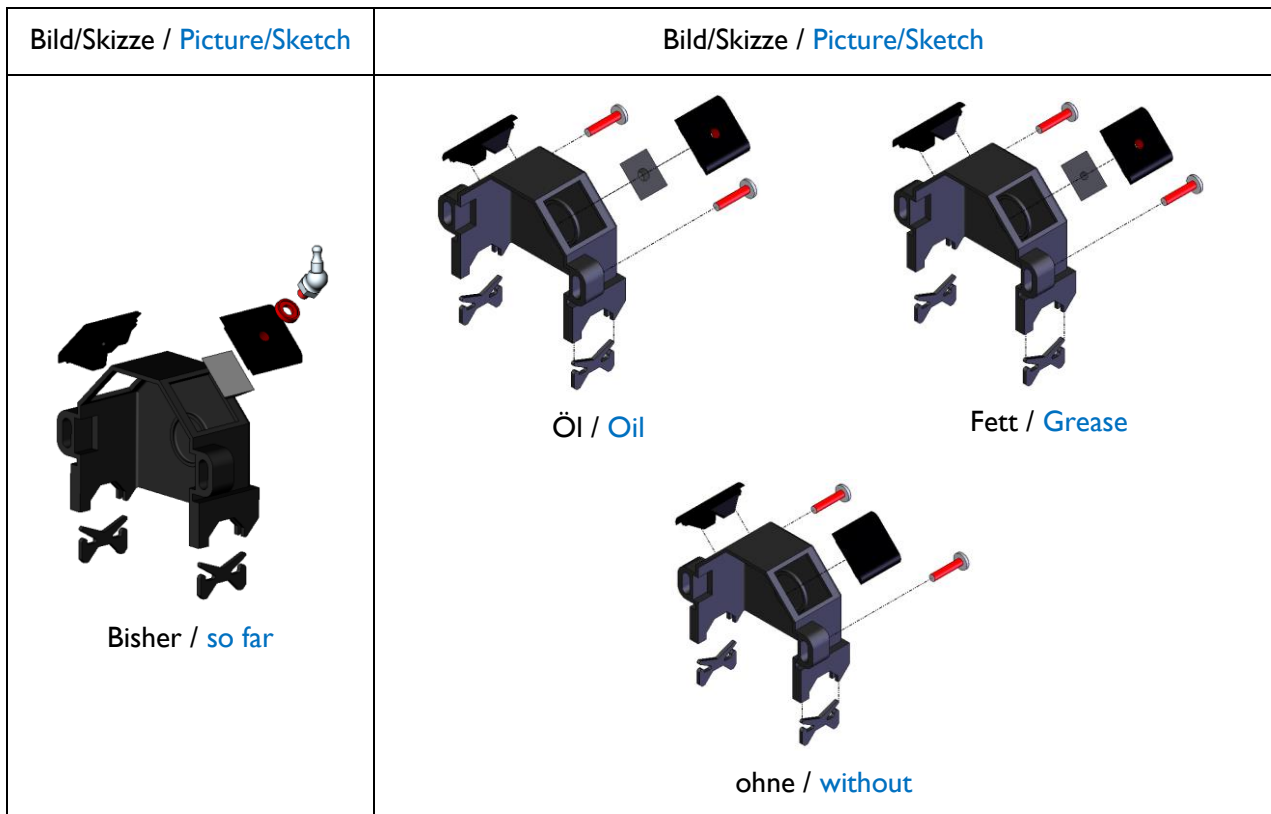 Bild/Skizze / Picture/Sketch
Bild/Skizze / Picture/Sketch
Bisher / so far
Öl / Oil
Fett / Grease
ohne / without